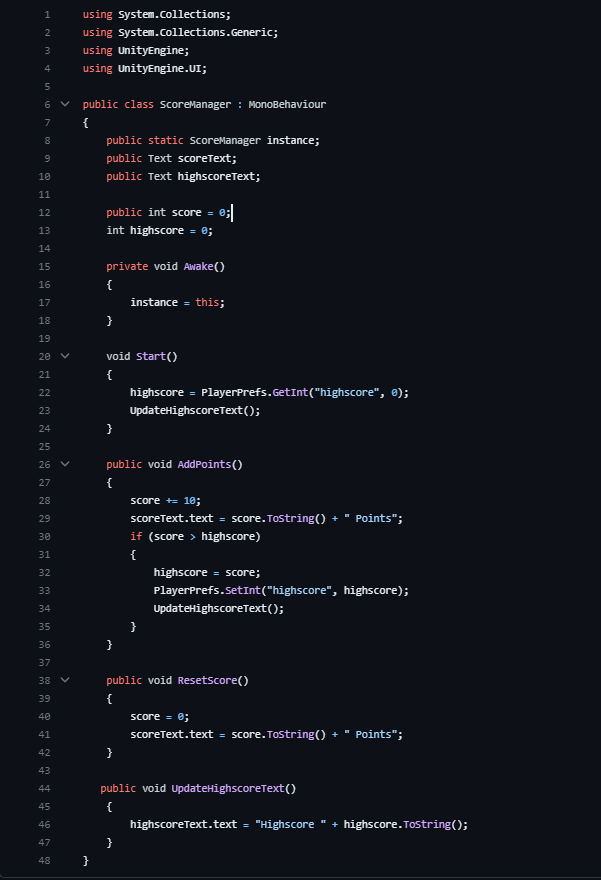 1 using System.Collections;
2 using System.Collections.Generic;
3 using UnityEngine;
4 using UnityEngine.UI;
5
6 public class ScoreManager : MonoBehaviour
7 {
8     public static ScoreManager instance;
9     public Text scoreText;
10     public Text highscoreText;
11
12     public int score = 0;
13     int highscore = 0;
14
15     private void Awake()
16     {
17         instance = this;
18     }
19
20     void Start()
21     {
22         highscore = PlayerPrefs.GetInt("highscore", 0);
23         UpdateHighscoreText();
24     }
25
26     public void AddPoints()
27     {
28         score += 10;
29         scoreText.text = score.ToString() + " Points";
30         if (score > highscore)
31         {
32             highscore = score;
33             PlayerPrefs.SetInt("highscore", highscore);
34             UpdateHighscoreText();
35         }
36     }
37
38     public void ResetScore()
39     {
40         score = 0;
41         scoreText.text = score.ToString() + " Points";
42     }
43
44    public void UpdateHighscoreText()
45     {
46         highscoreText.text = "Highscore " + highscore.ToString();
47     }
48 }